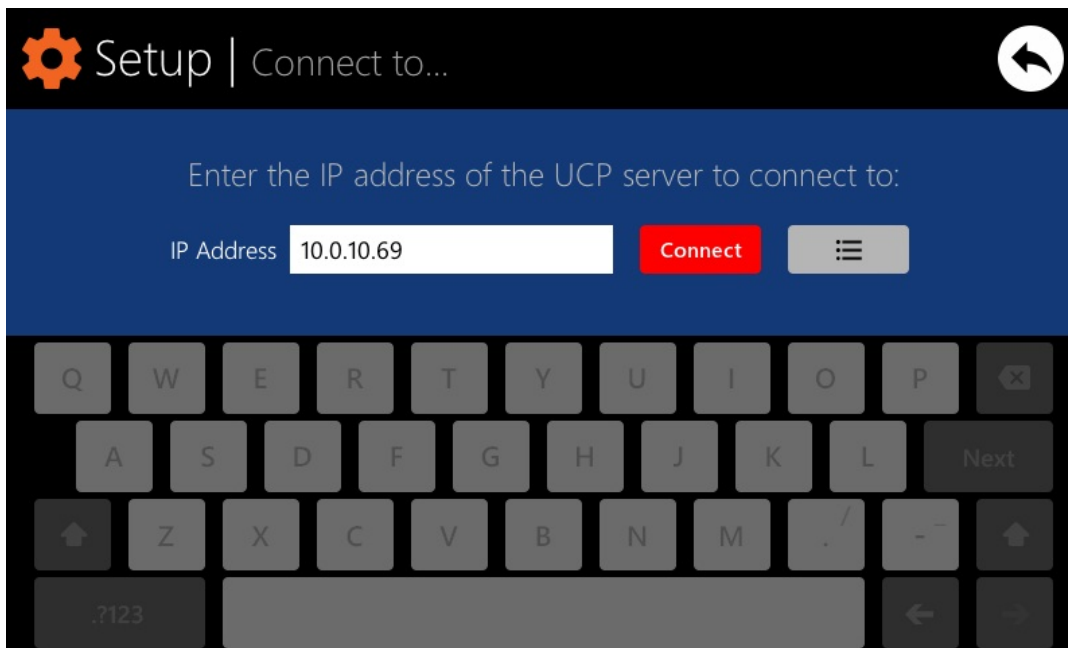 Setup | Connect to...
Enter the IP address of the UCP server to connect to:
IP Address 10.0.10.69 Connect
Q W E R T Y U I O P
A S D F G H J K L Next
Z X C V B N M . / - _
.?123